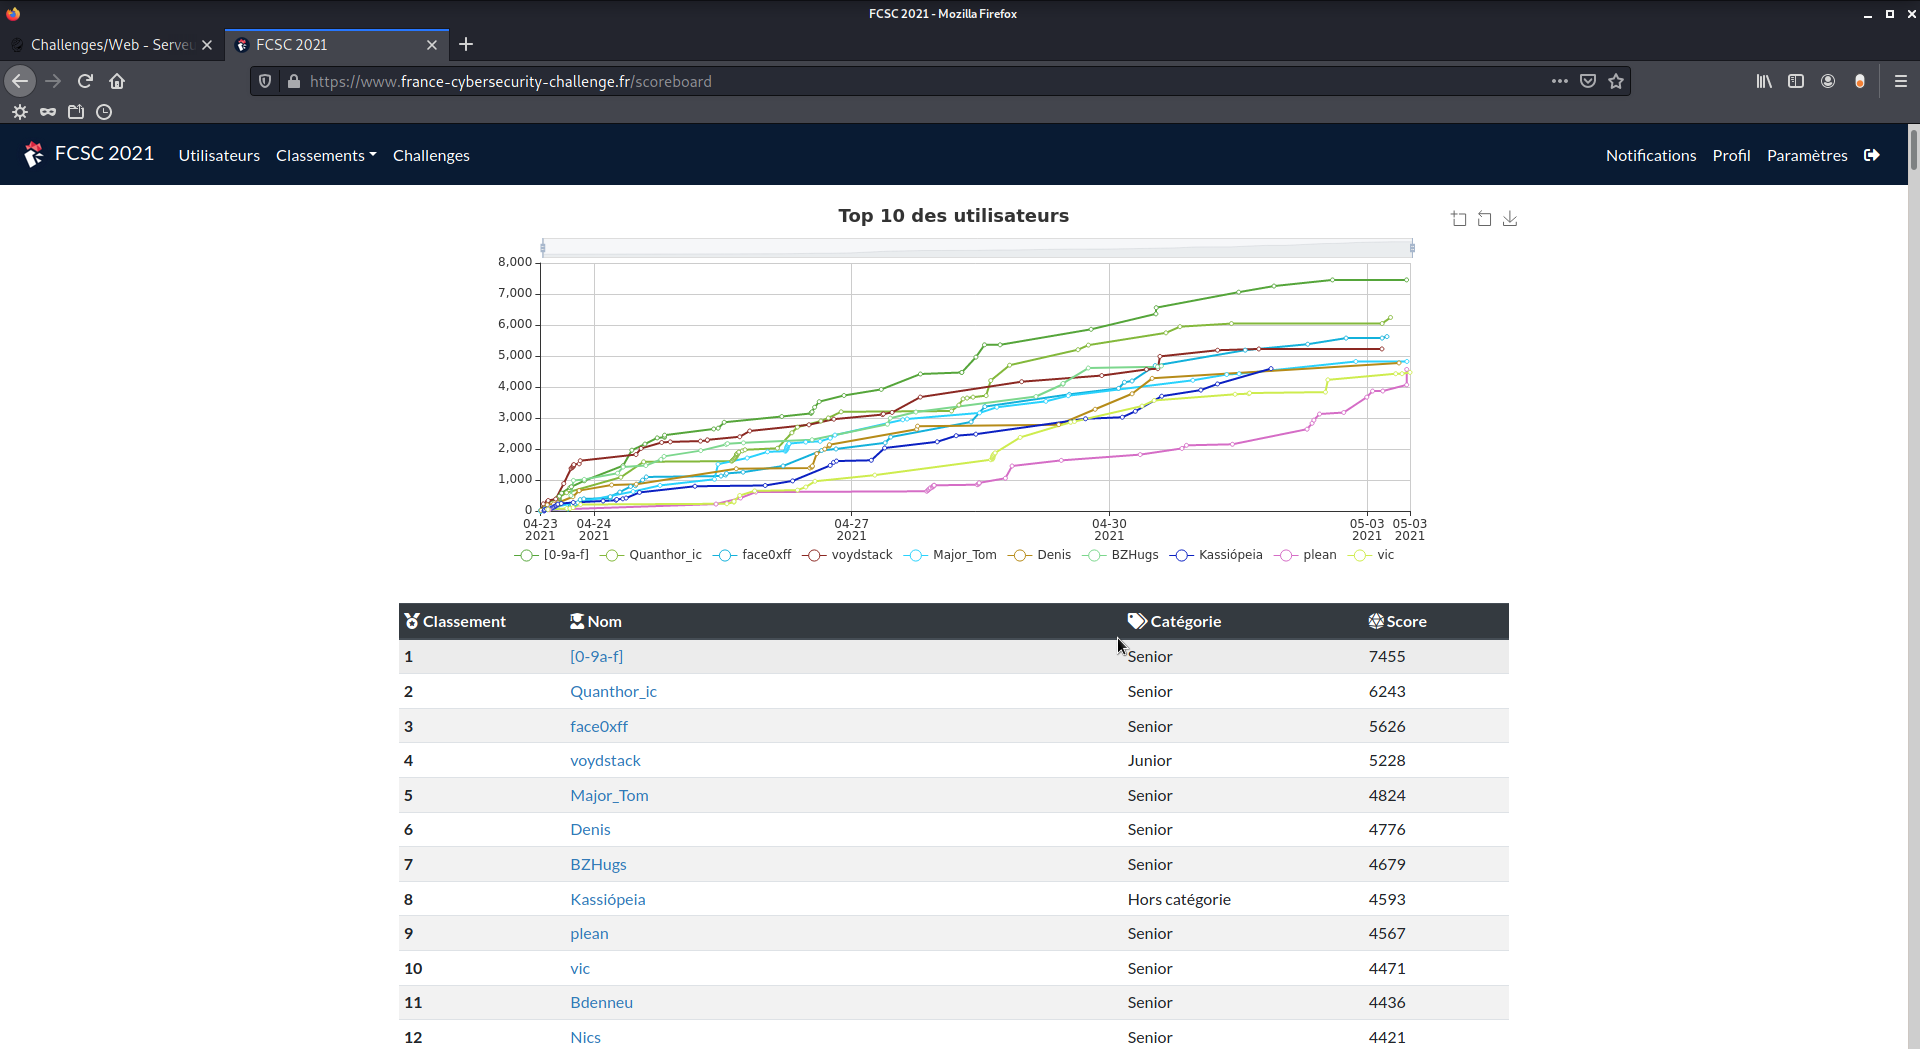 FCSC 2021 - Mozilla Firefox
Challenges/Web - Serveu
FCSC 2021
https://www.france-cybersecurity-challenge.fr/scoreboard
FCSC 2021 Utilisateurs Classements Challenges Notifications Profil Paramètres
Top 10 des utilisateurs
8,000
7,000
6,000
5,000
4,000
3,000
2,000
1,000
0
04-23 04-24 04-27 04-30 05-03 05-03
2021 2021 2021 2021 2021 2021
[0-9a-f] Quanthor_ic face0xff voydstack Major_Tom Denis BZHugs Kassiópeia plean vic
Classement Nom Catégorie Score
1 [0-9a-f] Senior 7455
2 Quanthor_ic Senior 6243
3 face0xff Senior 5626
4 voydstack Junior 5228
5 Major_Tom Senior 4824
6 Denis Senior 4776
7 BZHugs Senior 4679
8 Kassiópeia Hors catégorie 4593
9 plean Senior 4567
10 vic Senior 4471
11 Bdenneu Senior 4436
12 Nics Senior 4421